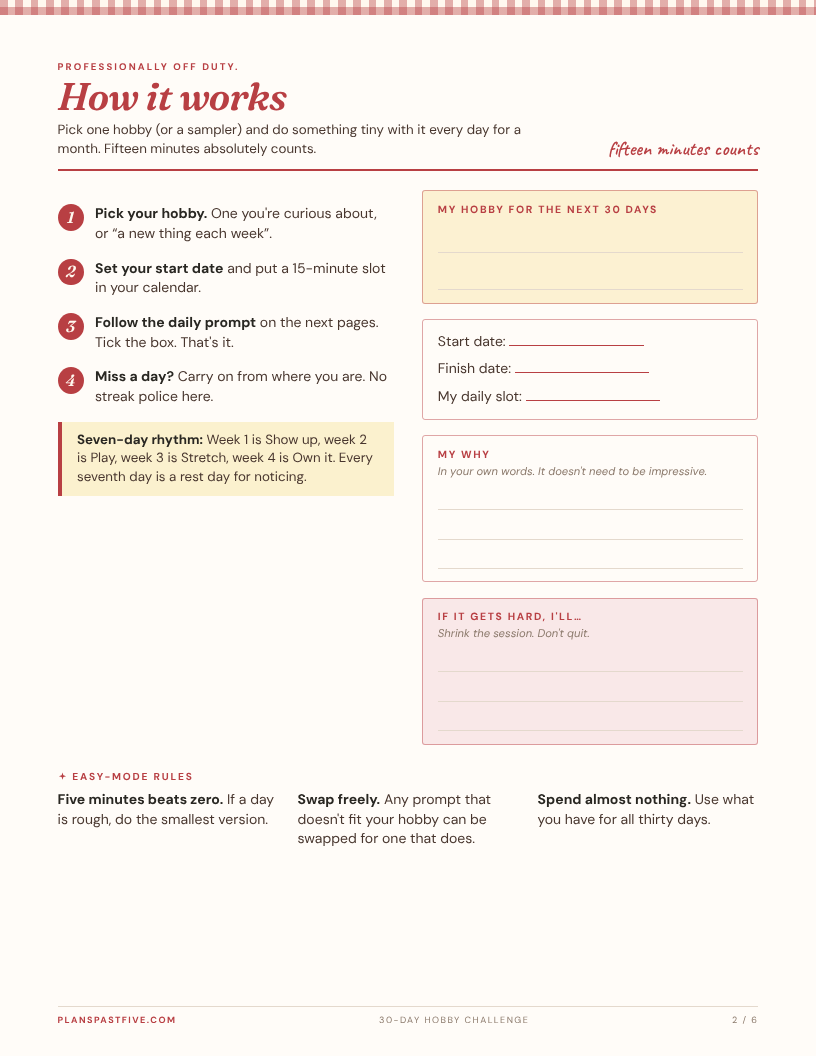 PROFESSIONALLY OFF DUTY.
How it works
Pick one hobby (or a sampler) and do something tiny with it every day for a
month. Fifteen minutes absolutely counts.
fifteen minutes counts
1 Pick your hobby. One you're curious about,
or “a new thing each week”.
2 Set your start date and put a 15-minute slot
in your calendar.
3 Follow the daily prompt on the next pages.
Tick the box. That's it.
4 Miss a day? Carry on from where you are. No
streak police here.
Seven-day rhythm: Week 1 is Show up, week 2
is Play, week 3 is Stretch, week 4 is Own it. Every
seventh day is a rest day for noticing.
MY HOBBY FOR THE NEXT 30 DAYS
Start date:
Finish date:
My daily slot:
MY WHY
In your own words. It doesn't need to be impressive.
IF IT GETS HARD, I'LL…
Shrink the session. Don't quit.
✦ EASY-MODE RULES
Five minutes beats zero. If a day
is rough, do the smallest version.
Swap freely. Any prompt that
doesn't fit your hobby can be
swapped for one that does.
Spend almost nothing. Use what
you have for all thirty days.
PLANSPASTFIVE.COM
30-DAY HOBBY CHALLENGE
2 / 6